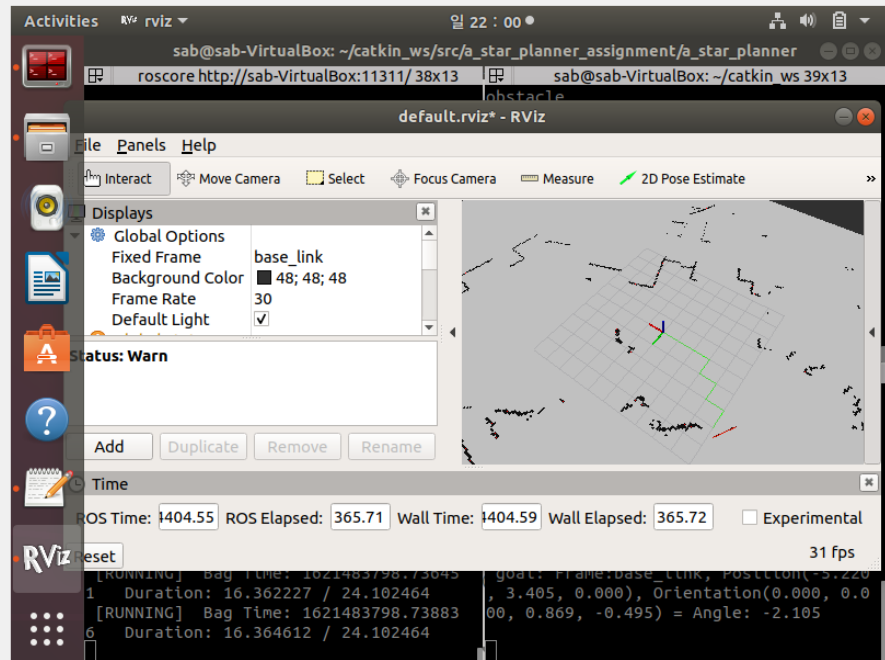 Activities RViz rviz 일 22 : 00
sab@sab-VirtualBox: ~/catkin_ws/src/a_star_planner_assignment/a_star_planner
roscore http://sab-VirtualBox:11311/ 38x13
sab@sab-VirtualBox: ~/catkin_ws 39x13
obstacle
default.rviz* - RViz
File Panels Help
Interact Move Camera Select Focus Camera Measure 2D Pose Estimate »
Displays
Global Options
Fixed Frame base_link
Background Color 48; 48; 48
Frame Rate 30
Default Light ✓
Status: Warn
Add Duplicate Remove Rename
Time
ROS Time: 4404.55 ROS Elapsed: 365.71 Wall Time: 4404.59 Wall Elapsed: 365.72 Experimental
Reset 31 fps
RViz
[RUNNING] Bag Time: 1621483798.73645
1 Duration: 16.362227 / 24.102464
[RUNNING] Bag Time: 1621483798.73883
6 Duration: 16.364612 / 24.102464
goal: Frame:base_link, Position(-5.220
, 3.405, 0.000), Orientation(0.000, 0.0
00, 0.869, -0.495) = Angle: -2.105